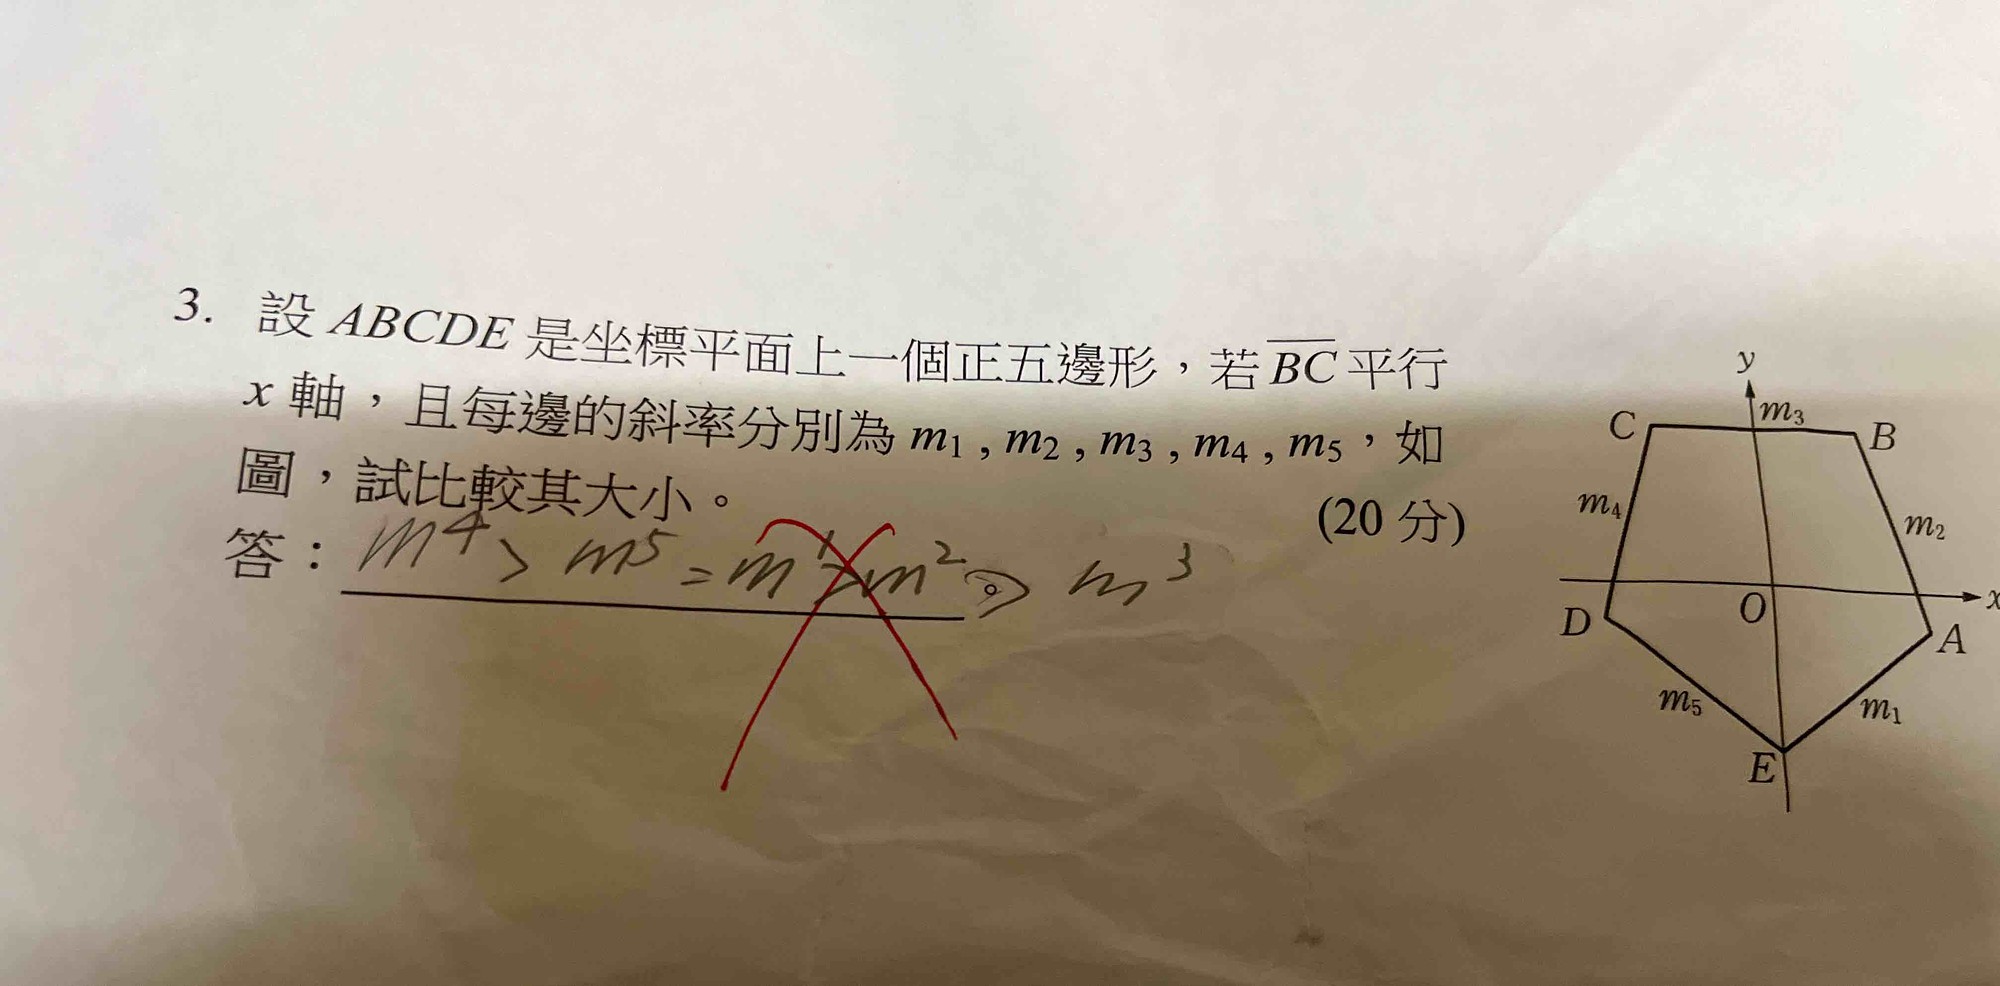 3. 設 ABCDE 是坐標平面上一個正五邊形，若 BC 平行
x 軸，且每邊的斜率分別為 m₁ , m₂ , m₃ , m₄ , m₅，如
圖，試比較其大小。 (20 分)
答： m⁴ > m⁵ = m¹ > m² 。 > m³
y
C m₃ B
m₄ m₂
x
D O A
m₅ m₁
E